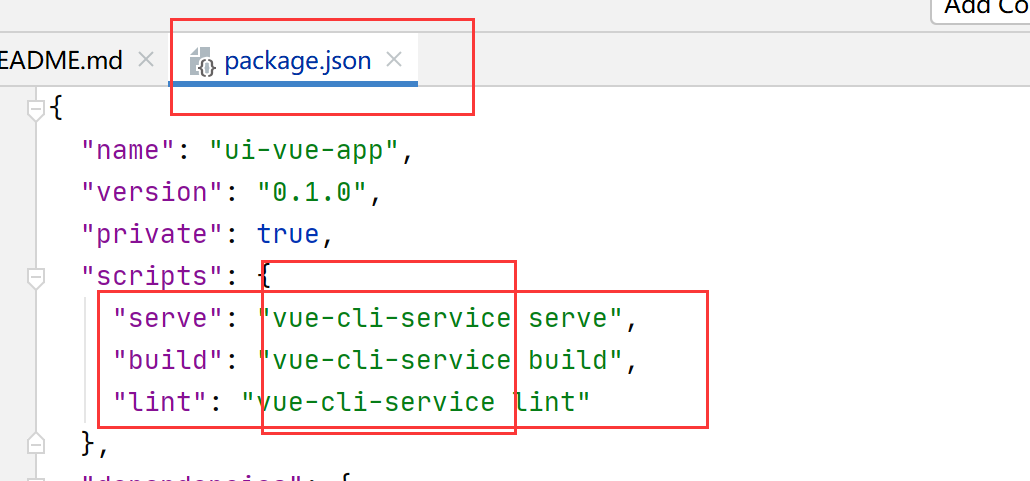 Add Co
EADME.md package.json
{
"name": "ui-vue-app",
"version": "0.1.0",
"private": true,
"scripts": {
"serve": "vue-cli-service serve",
"build": "vue-cli-service build",
"lint": "vue-cli-service lint"
},
"dependencies": {